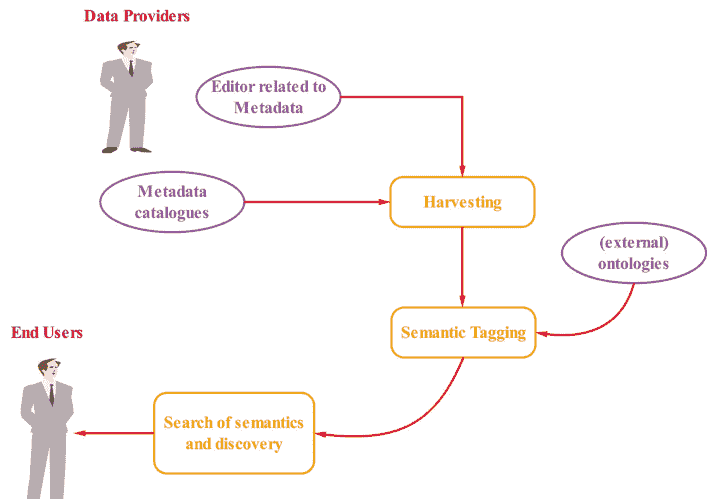 Data Providers
Editor related to
Metadata
Metadata
catalogues
Harvesting
(external)
ontologies
End Users
Semantic Tagging
Search of semantics
and discovery